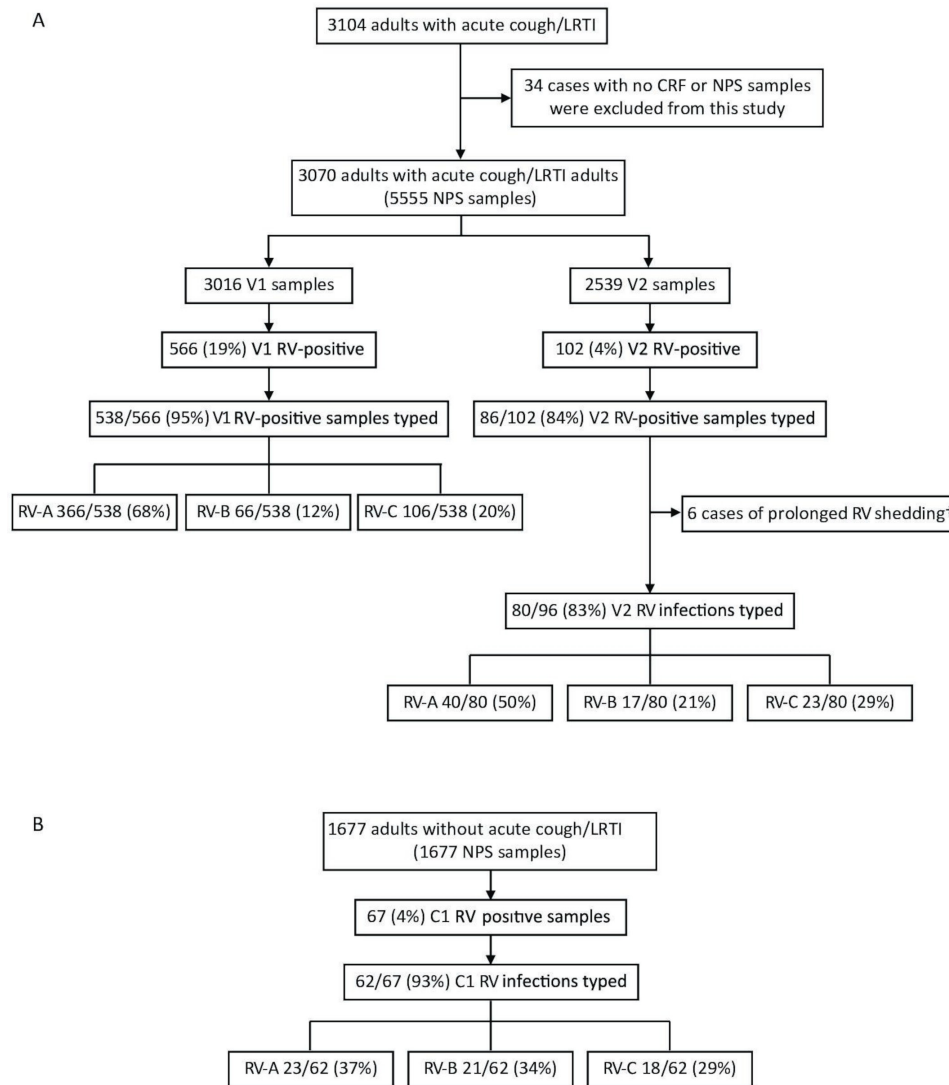 A
3104 adults with acute cough/LRTI
34 cases with no CRF or NPS samples
were excluded from this study
3070 adults with acute cough/LRTI adults
(5555 NPS samples)
3016 V1 samples
2539 V2 samples
566 (19%) V1 RV-positive
102 (4%) V2 RV-positive
538/566 (95%) V1 RV-positive samples typed
86/102 (84%) V2 RV-positive samples typed
RV-A 366/538 (68%)
RV-B 66/538 (12%)
RV-C 106/538 (20%)
6 cases of prolonged RV shedding†
80/96 (83%) V2 RV infections typed
RV-A 40/80 (50%)
RV-B 17/80 (21%)
RV-C 23/80 (29%)
B
1677 adults without acute cough/LRTI
(1677 NPS samples)
67 (4%) C1 RV positive samples
62/67 (93%) C1 RV infections typed
RV-A 23/62 (37%)
RV-B 21/62 (34%)
RV-C 18/62 (29%)